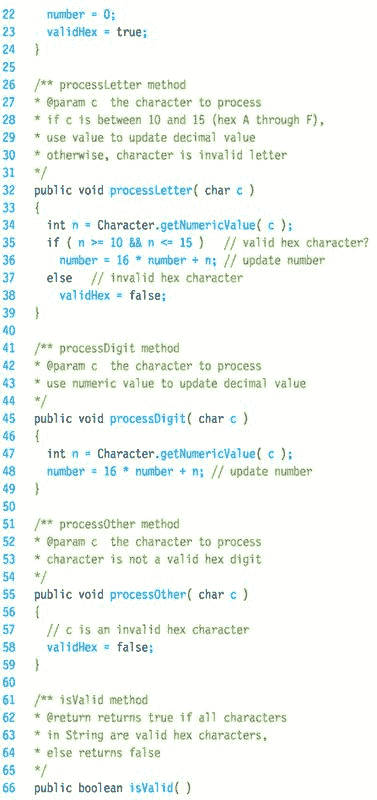 22 number = 0;
23 validHex = true;
24 }
25
26 /** processLetter method
27 * @param c the character to process
28 * if c is between 10 and 15 (hex A through F),
29 * use value to update decimal value
30 * otherwise, character is invalid letter
31 */
32 public void processLetter( char c )
33 {
34 int n = Character.getNumericValue( c );
35 if ( n >= 10 && n <= 15 ) // valid hex character?
36 number = 16 * number + n; // update number
37 else // invalid hex character
38 validHex = false;
39 }
40
41 /** processDigit method
42 * @param c the character to process
43 * use numeric value to update decimal value
44 */
45 public void processDigit( char c )
46 {
47 int n = Character.getNumericValue( c );
48 number = 16 * number + n; // update number
49 }
50
51 /** processOther method
52 * @param c the character to process
53 * character is not a valid hex digit
54 */
55 public void processOther( char c )
56 {
57 // c is an invalid hex character
58 validHex = false;
59 }
60
61 /** isValid method
62 * @return returns true if all characters
63 * in String are valid hex characters,
64 * else returns false
65 */
66 public boolean isValid( )